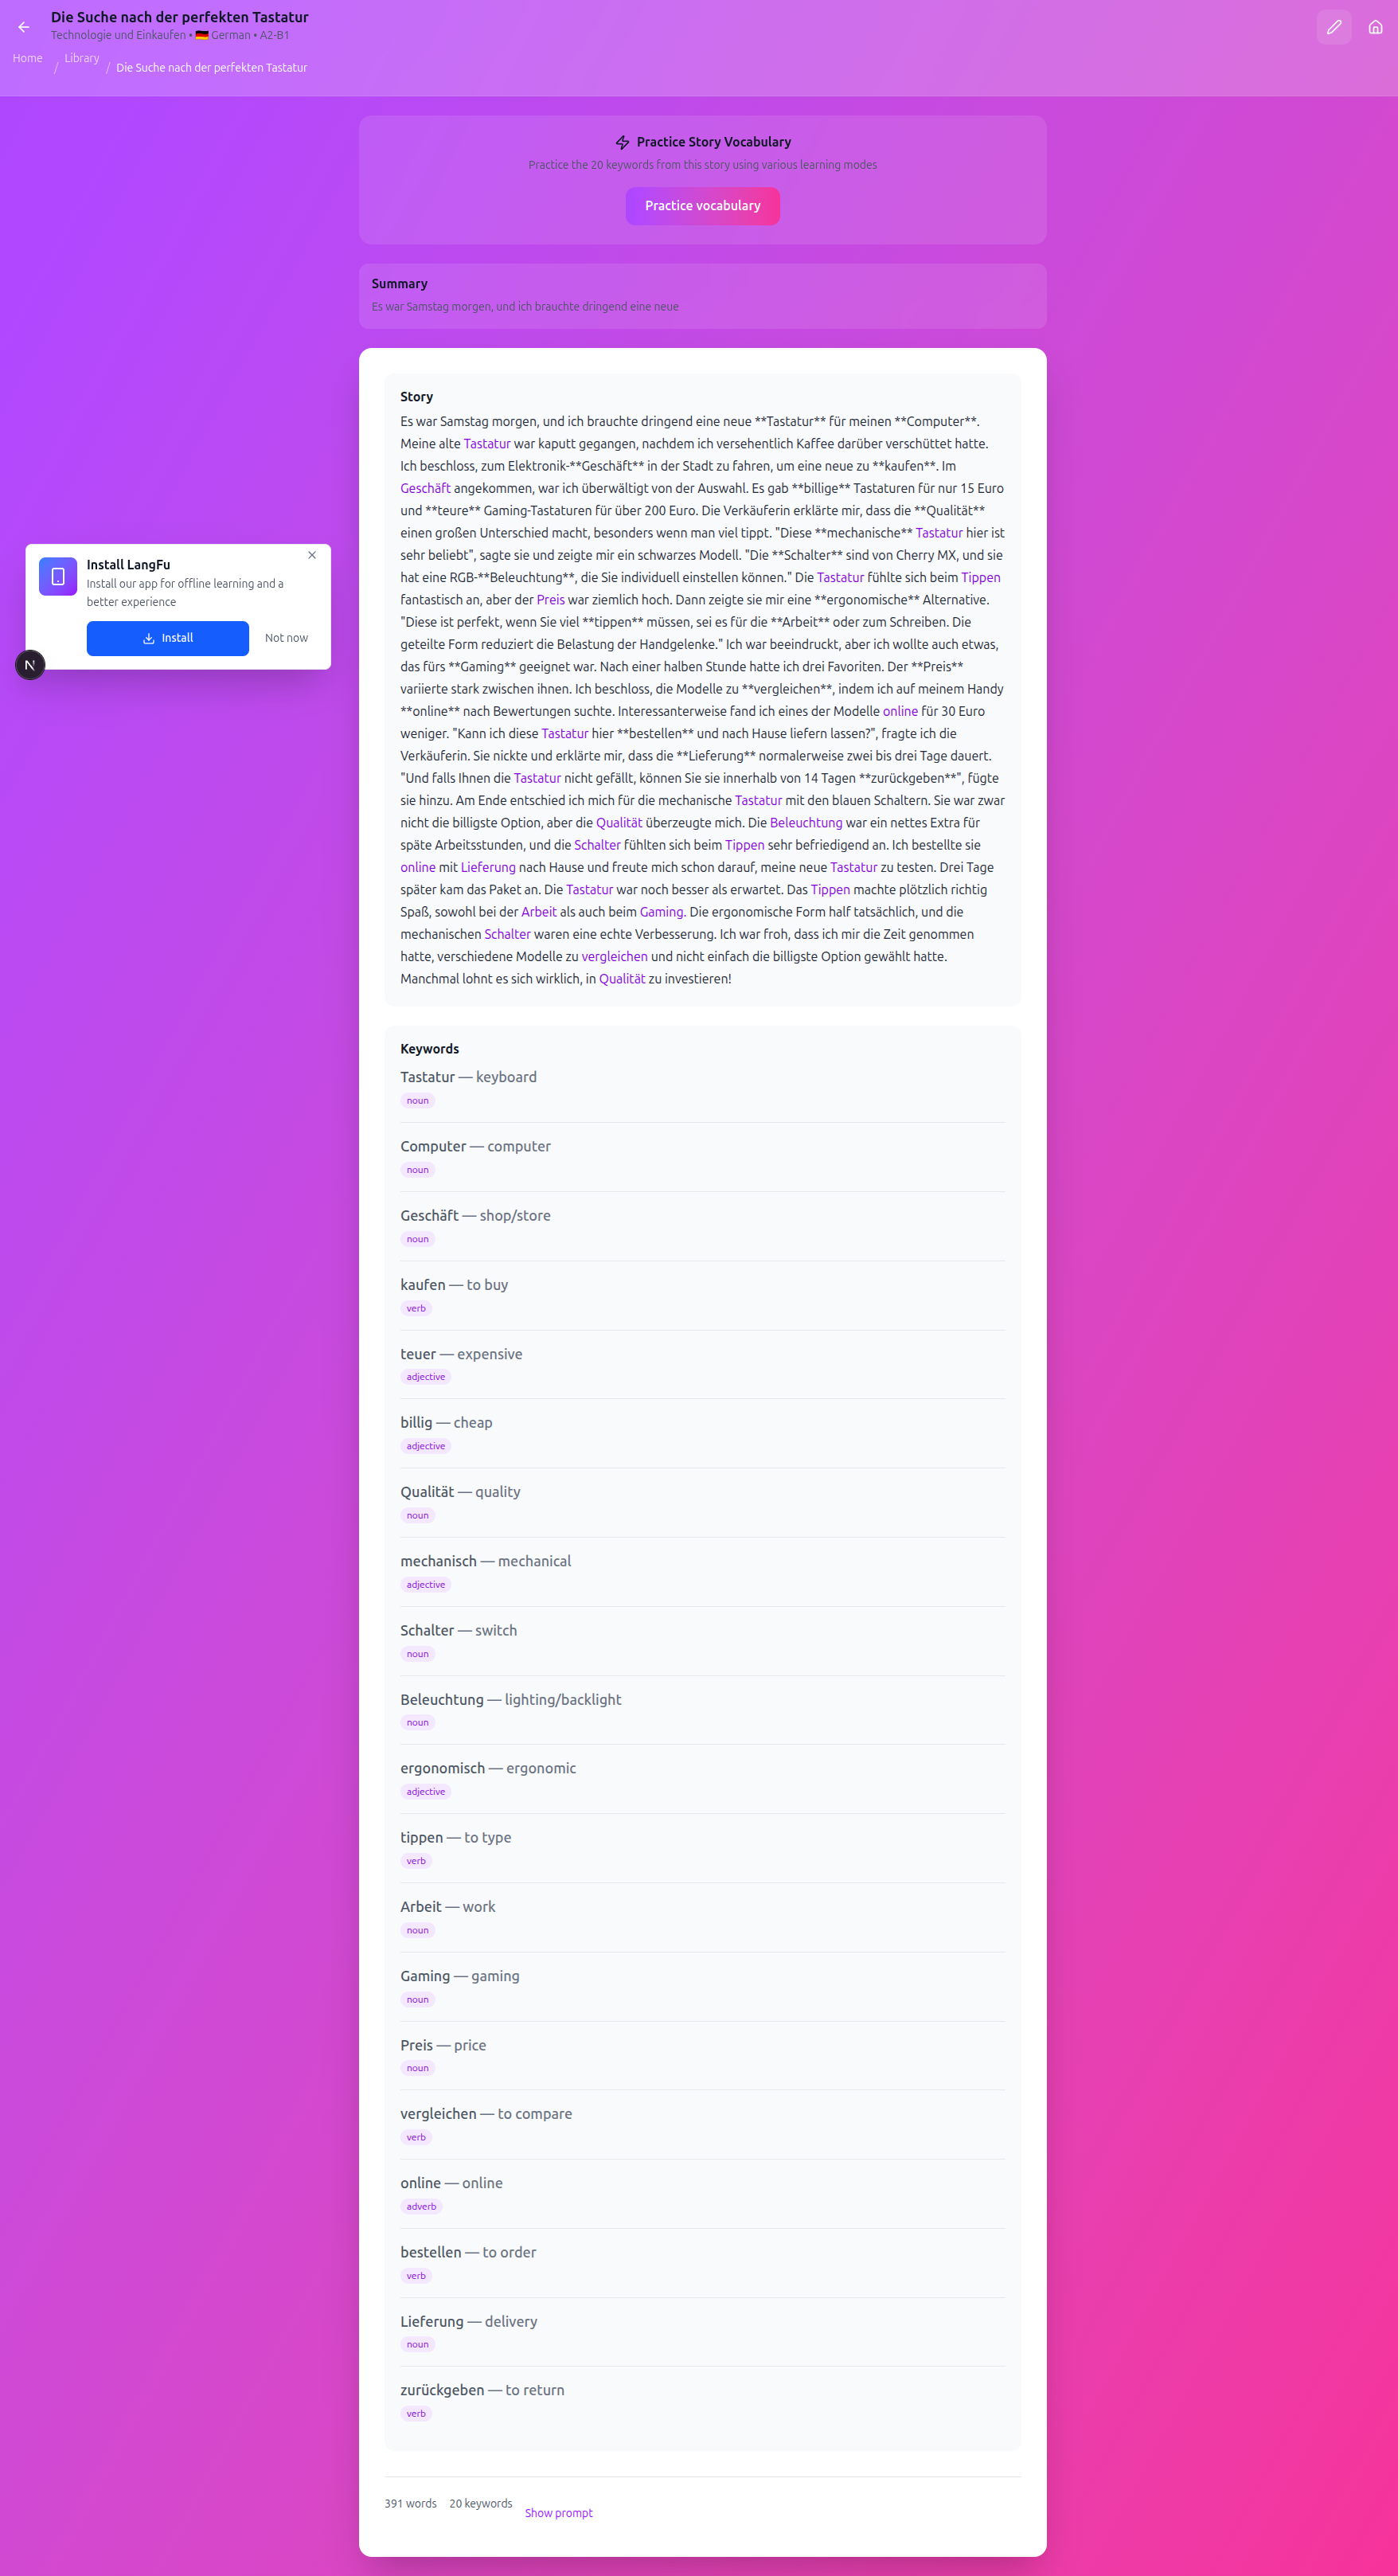 Die Suche nach der perfekten Tastatur
Technologie und Einkaufen • 🇩🇪 German • A2-B1
Home / Library / Die Suche nach der perfekten Tastatur
Practice Story Vocabulary
Practice the 20 keywords from this story using various learning modes
Practice vocabulary
Summary
Es war Samstag morgen, und ich brauchte dringend eine neue
Story
Es war Samstag morgen, und ich brauchte dringend eine neue **Tastatur** für meinen **Computer**.
Meine alte Tastatur war kaputt gegangen, nachdem ich versehentlich Kaffee darüber verschüttet hatte.
Ich beschloss, zum Elektronik-**Geschäft** in der Stadt zu fahren, um eine neue zu **kaufen**. Im
Geschäft angekommen, war ich überwältigt von der Auswahl. Es gab **billige** Tastaturen für nur 15 Euro
und **teure** Gaming-Tastaturen für über 200 Euro. Die Verkäuferin erklärte mir, dass die **Qualität**
einen großen Unterschied macht, besonders wenn man viel tippt. "Diese **mechanische** Tastatur hier ist
sehr beliebt", sagte sie und zeigte mir ein schwarzes Modell. "Die **Schalter** sind von Cherry MX, und sie
hat eine RGB-**Beleuchtung**, die Sie individuell einstellen können." Die Tastatur fühlte sich beim Tippen
fantastisch an, aber der Preis war ziemlich hoch. Dann zeigte sie mir eine **ergonomische** Alternative.
"Diese ist perfekt, wenn Sie viel **tippen** müssen, sei es für die **Arbeit** oder zum Schreiben. Die
geteilte Form reduziert die Belastung der Handgelenke." Ich war beeindruckt, aber ich wollte auch etwas,
das fürs **Gaming** geeignet war. Nach einer halben Stunde hatte ich drei Favoriten. Der **Preis**
variierte stark zwischen ihnen. Ich beschloss, die Modelle zu **vergleichen**, indem ich auf meinem Handy
**online** nach Bewertungen suchte. Interessanterweise fand ich eines der Modelle online für 30 Euro
weniger. "Kann ich diese Tastatur hier **bestellen** und nach Hause liefern lassen?", fragte ich die
Verkäuferin. Sie nickte und erklärte mir, dass die **Lieferung** normalerweise zwei bis drei Tage dauert.
"Und falls Ihnen die Tastatur nicht gefällt, können Sie sie innerhalb von 14 Tagen **zurückgeben**", fügte
sie hinzu. Am Ende entschied ich mich für die mechanische Tastatur mit den blauen Schaltern. Sie war zwar
nicht die billigste Option, aber die Qualität überzeugte mich. Die Beleuchtung war ein nettes Extra für
späte Arbeitsstunden, und die Schalter fühlten sich beim Tippen sehr befriedigend an. Ich bestellte sie
online mit Lieferung nach Hause und freute mich schon darauf, meine neue Tastatur zu testen. Drei Tage
später kam das Paket an. Die Tastatur war noch besser als erwartet. Das Tippen machte plötzlich richtig
Spaß, sowohl bei der Arbeit als auch beim Gaming. Die ergonomische Form half tatsächlich, und die
mechanischen Schalter waren eine echte Verbesserung. Ich war froh, dass ich mir die Zeit genommen
hatte, verschiedene Modelle zu vergleichen und nicht einfach die billigste Option gewählt hatte.
Manchmal lohnt es sich wirklich, in Qualität zu investieren!
Install LangFu
Install our app for offline learning and a
better experience
Install
Not now
N
Keywords
Tastatur — keyboard
noun
Computer — computer
noun
Geschäft — shop/store
noun
kaufen — to buy
verb
teuer — expensive
adjective
billig — cheap
adjective
Qualität — quality
noun
mechanisch — mechanical
adjective
Schalter — switch
noun
Beleuchtung — lighting/backlight
noun
ergonomisch — ergonomic
adjective
tippen — to type
verb
Arbeit — work
noun
Gaming — gaming
noun
Preis — price
noun
vergleichen — to compare
verb
online — online
adverb
bestellen — to order
verb
Lieferung — delivery
noun
zurückgeben — to return
verb
391 words 20 keywords Show prompt